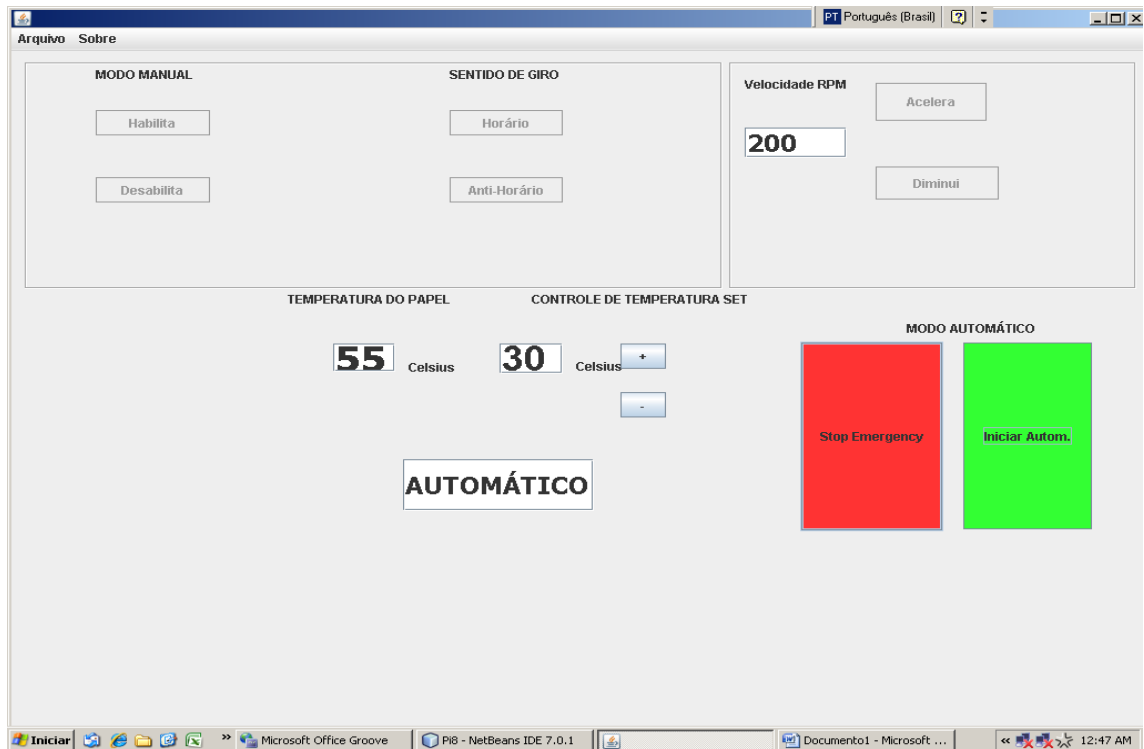 PT Português (Brasil)
Arquivo Sobre
MODO MANUAL
SENTIDO DE GIRO
Habilita
Horário
Desabilita
Anti-Horário
Velocidade RPM
Acelera
200
Diminui
TEMPERATURA DO PAPEL
CONTROLE DE TEMPERATURA SET
55 Celsius
30 Celsius
+
-
MODO AUTOMÁTICO
Stop Emergency
Iniciar Autom.
AUTOMÁTICO
Iniciar
»
Microsoft Office Groove
Pi8 - NetBeans IDE 7.0.1
Documento1 - Microsoft ...
«
12:47 AM